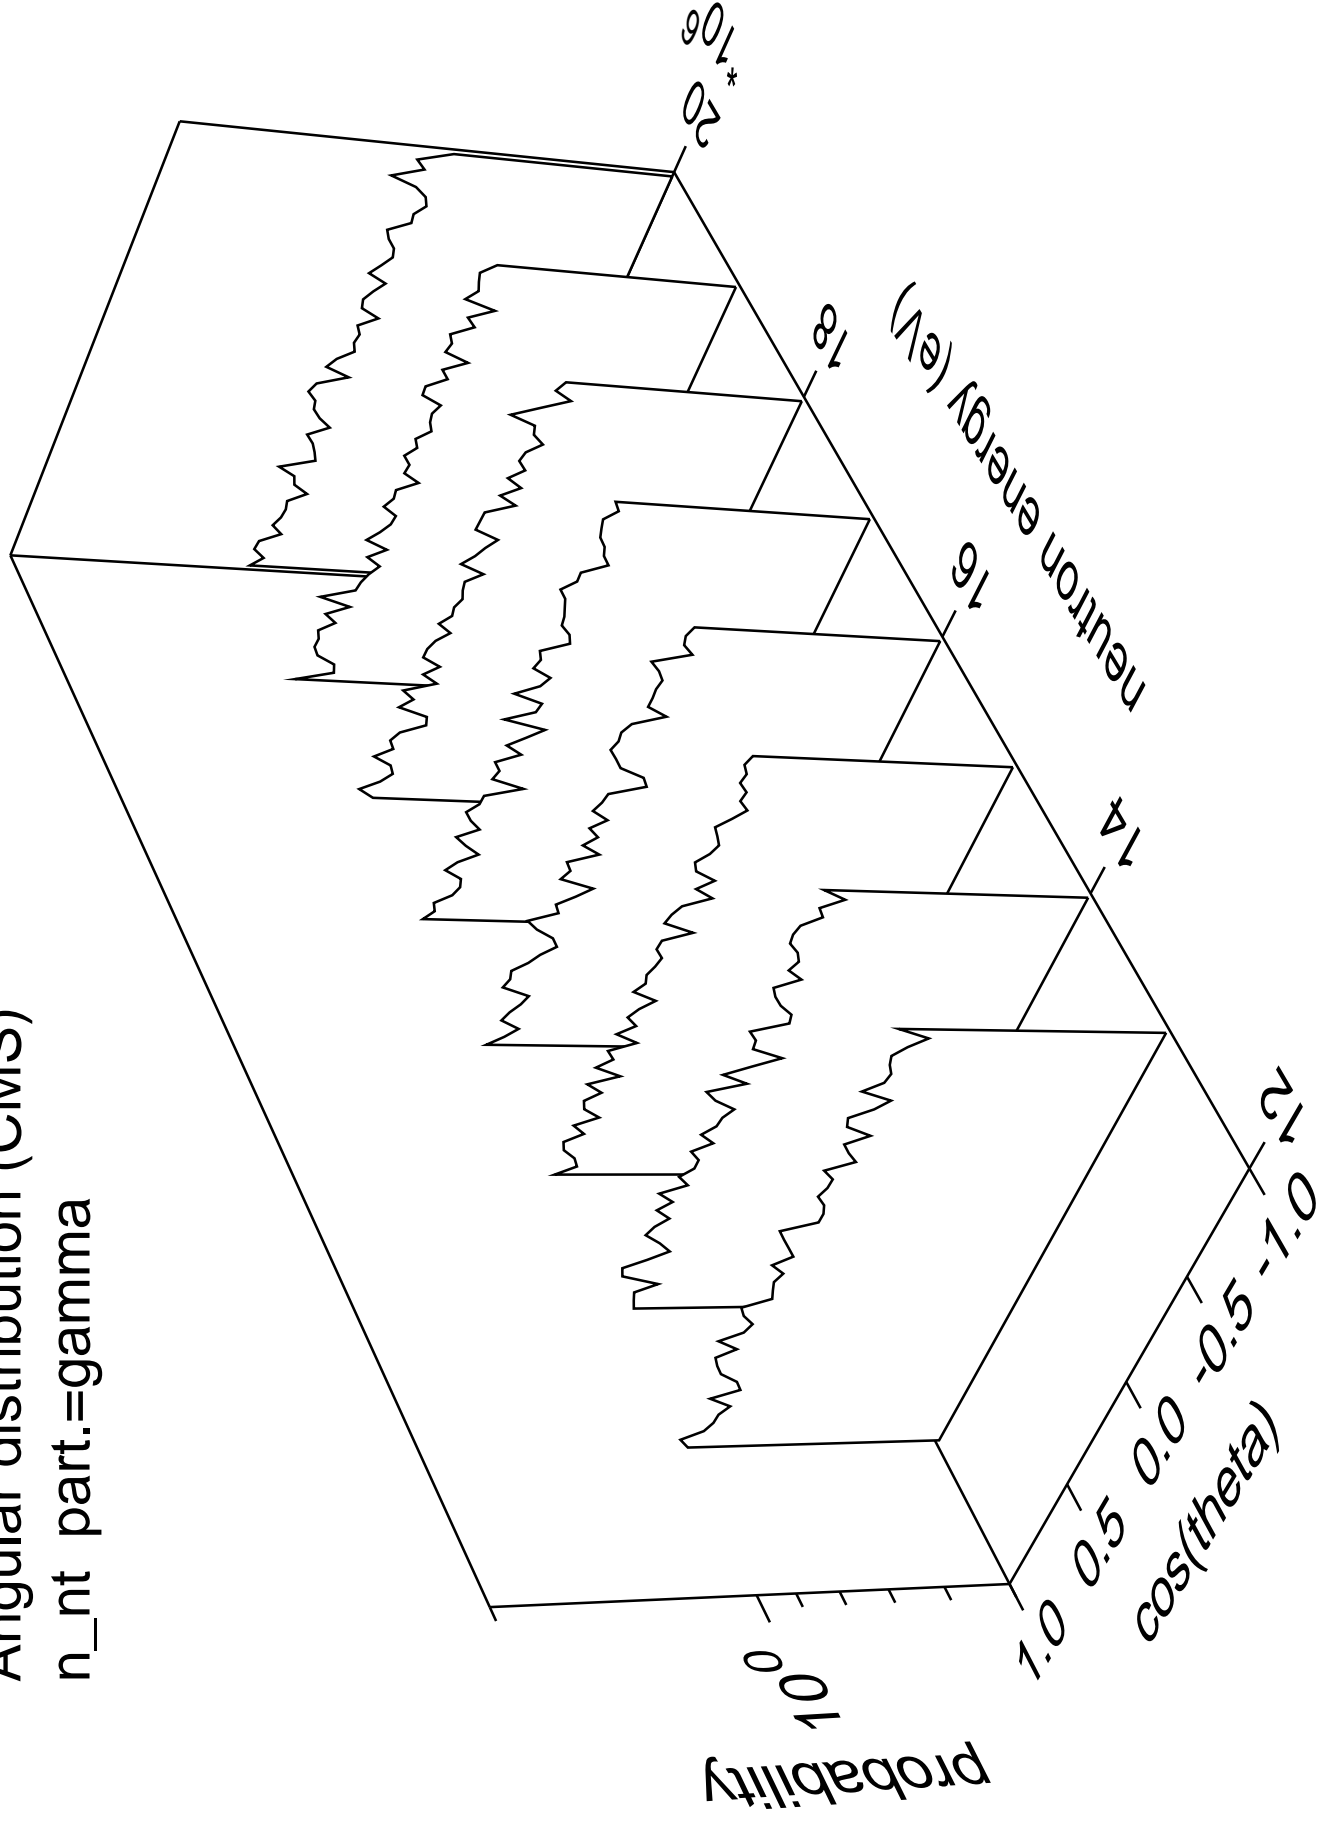 Angular distribution (CMS)
n_nt part.=gamma
probability
10 0
1.0
0.5
0.0
-0.5
-1.0
cos(theta)
12
14
16
18
20
* 10 6
neutron energy (eV)